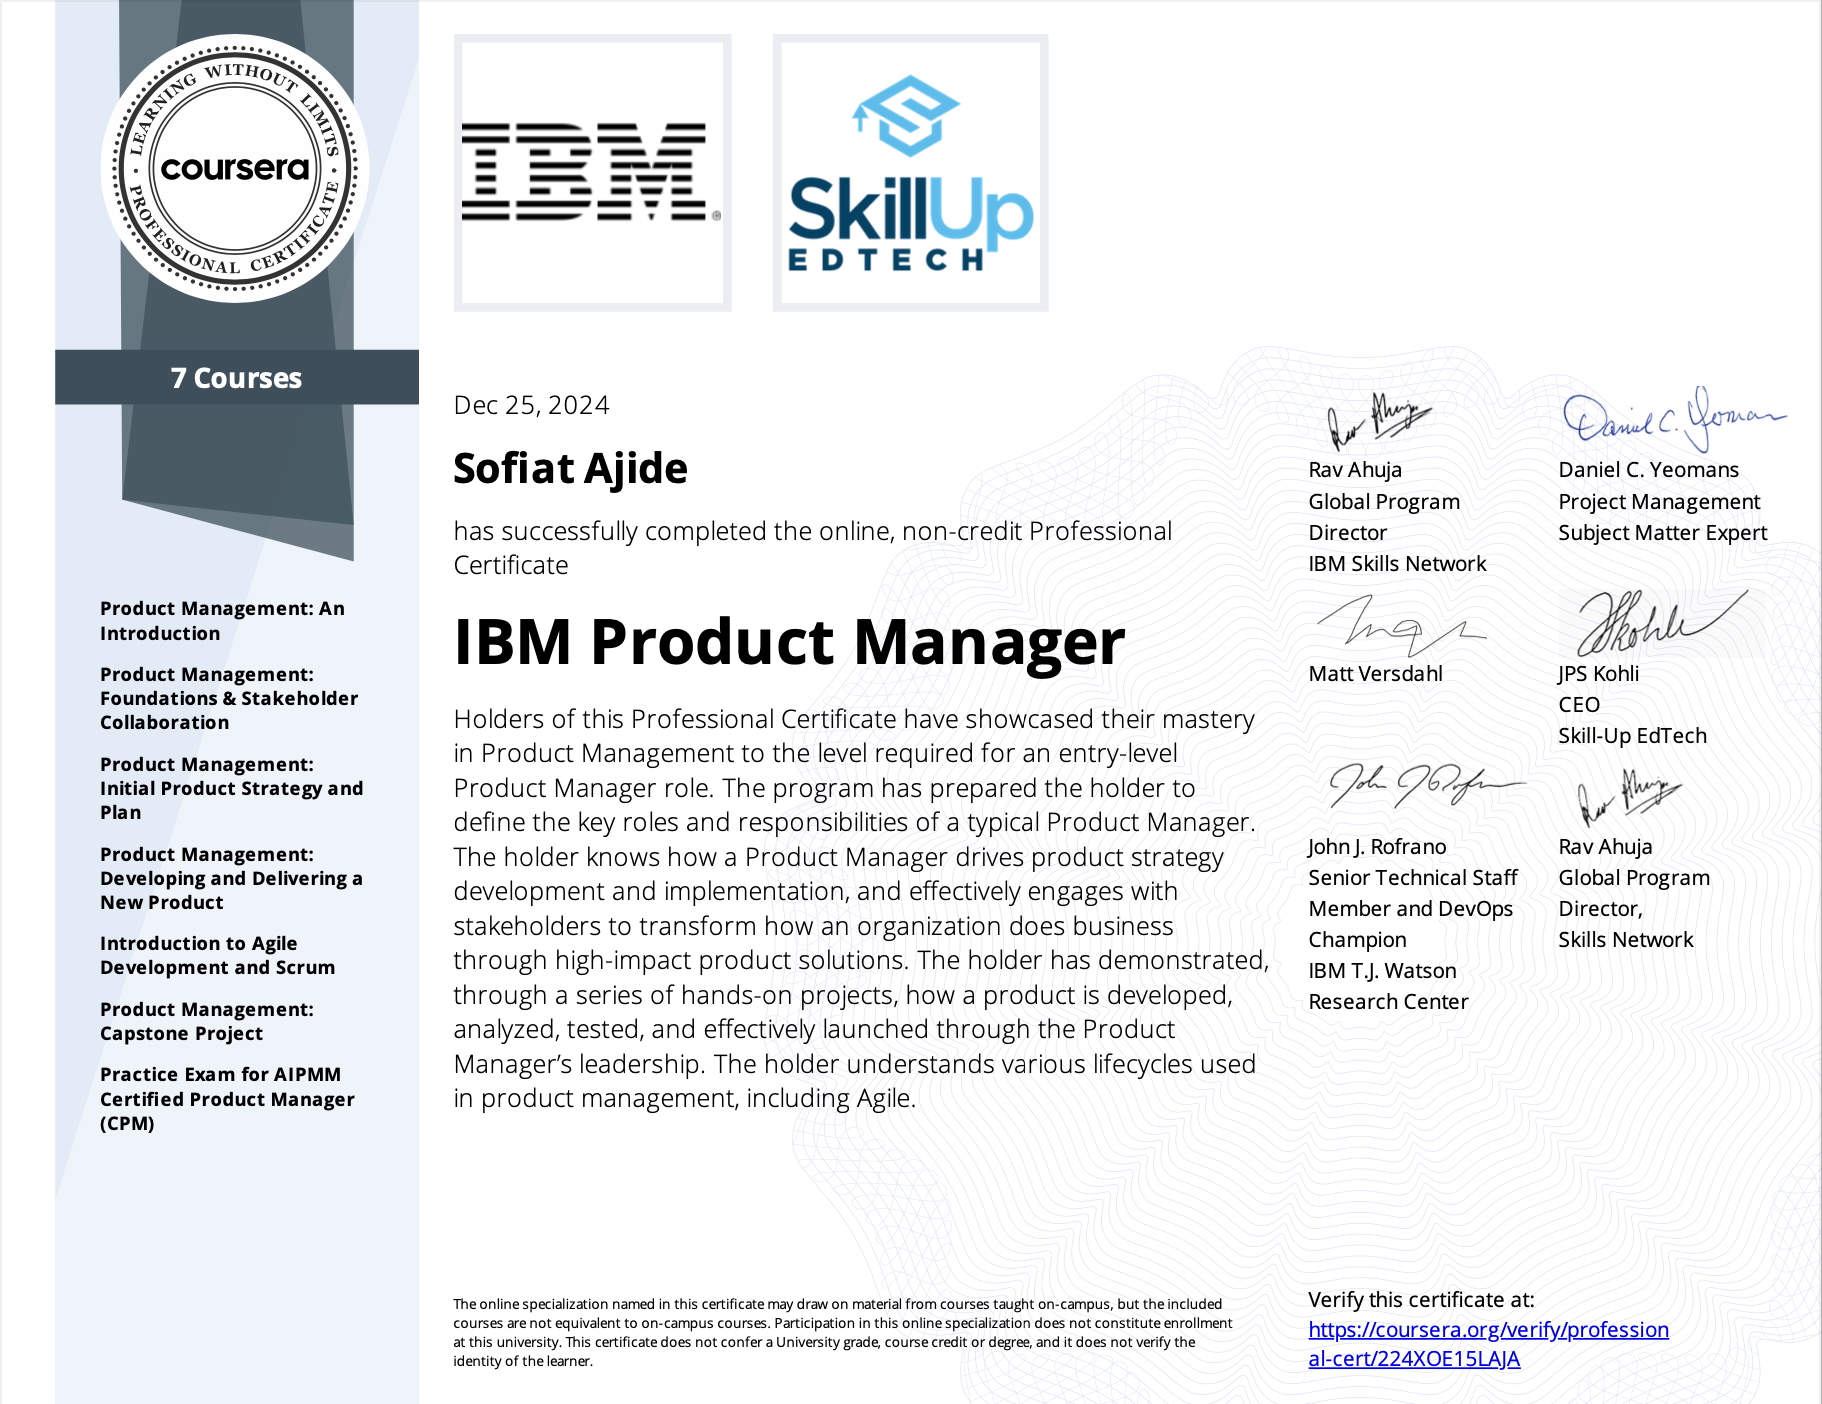 LEARNING WITHOUT LIMITS
coursera
PROFESSIONAL CERTIFICATE
7 Courses
Product Management: An
Introduction
Product Management:
Foundations & Stakeholder
Collaboration
Product Management:
Initial Product Strategy and
Plan
Product Management:
Developing and Delivering a
New Product
Introduction to Agile
Development and Scrum
Product Management:
Capstone Project
Practice Exam for AIPMM
Certified Product Manager
(CPM)
IBM®
SkillUp
EDTECH
Dec 25, 2024
Sofiat Ajide
has successfully completed the online, non-credit Professional
Certificate
IBM Product Manager
Holders of this Professional Certificate have showcased their mastery
in Product Management to the level required for an entry-level
Product Manager role. The program has prepared the holder to
define the key roles and responsibilities of a typical Product Manager.
The holder knows how a Product Manager drives product strategy
development and implementation, and effectively engages with
stakeholders to transform how an organization does business
through high-impact product solutions. The holder has demonstrated,
through a series of hands-on projects, how a product is developed,
analyzed, tested, and effectively launched through the Product
Manager’s leadership. The holder understands various lifecycles used
in product management, including Agile.
Rav Ahuja
Rav Ahuja
Global Program
Director
IBM Skills Network
Daniel C. Yeoman
Daniel C. Yeomans
Project Management
Subject Matter Expert
Matt Versdahl
JPS Kohli
CEO
Skill-Up EdTech
John J. Rofrano
Senior Technical Staff
Member and DevOps
Champion
IBM T.J. Watson
Research Center
Rav Ahuja
Rav Ahuja
Global Program
Director,
Skills Network
The online specialization named in this certificate may draw on material from courses taught on-campus, but the included
courses are not equivalent to on-campus courses. Participation in this online specialization does not constitute enrollment
at this university. This certificate does not confer a University grade, course credit or degree, and it does not verify the
identity of the learner.
Verify this certificate at:
https://coursera.org/verify/profession
al-cert/224XOE15LAJA